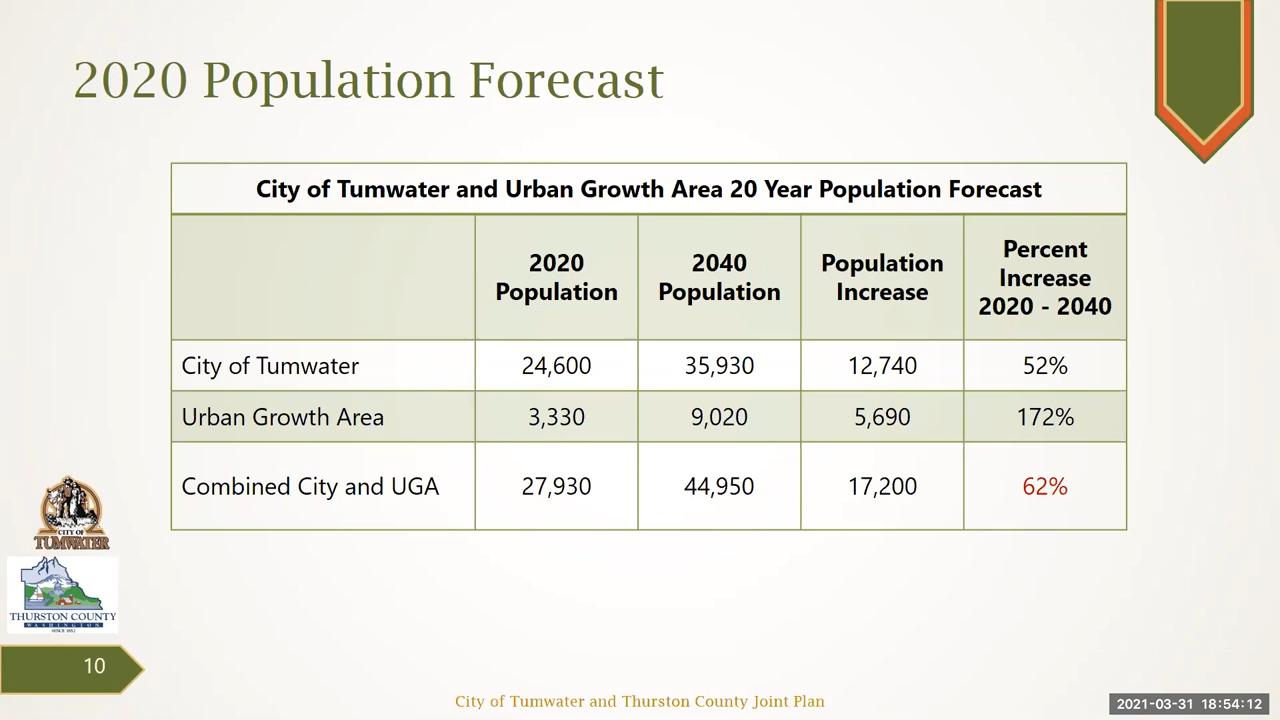 2020 Population Forecast
City of Tumwater and Urban Growth Area 20 Year Population Forecast
2020 Population
2040 Population
Population Increase
Percent Increase 2020 - 2040
City of Tumwater 24,600 35,930 12,740 52%
Urban Growth Area 3,330 9,020 5,690 172%
Combined City and UGA 27,930 44,950 17,200 62%
CITY OF
TUMWATER
THURSTON COUNTY
WASHINGTON
SINCE 1852
10
City of Tumwater and Thurston County Joint Plan
2021-03-31 18:54:12